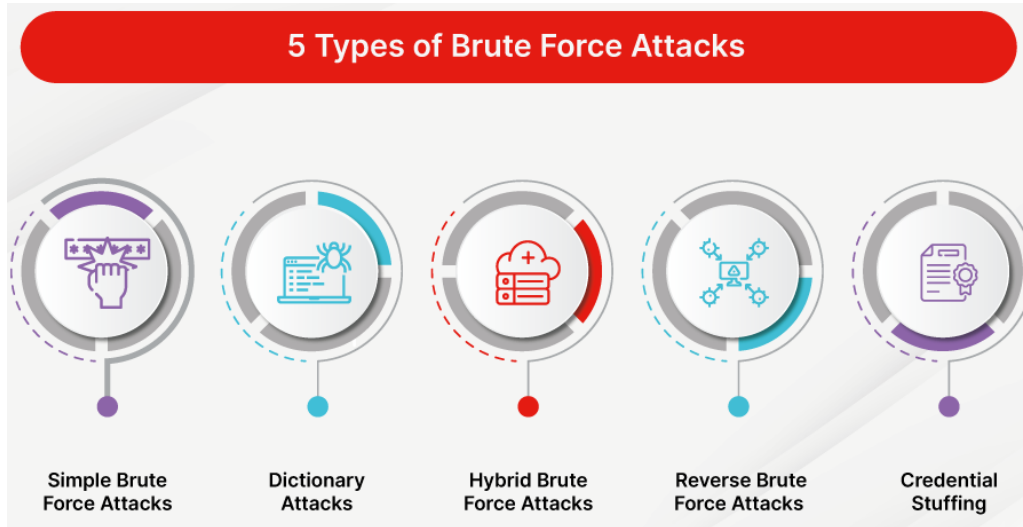 5 Types of Brute Force Attacks
Simple Brute
Force Attacks
Dictionary
Attacks
Hybrid Brute
Force Attacks
Reverse Brute
Force Attacks
Credential
Stuffing